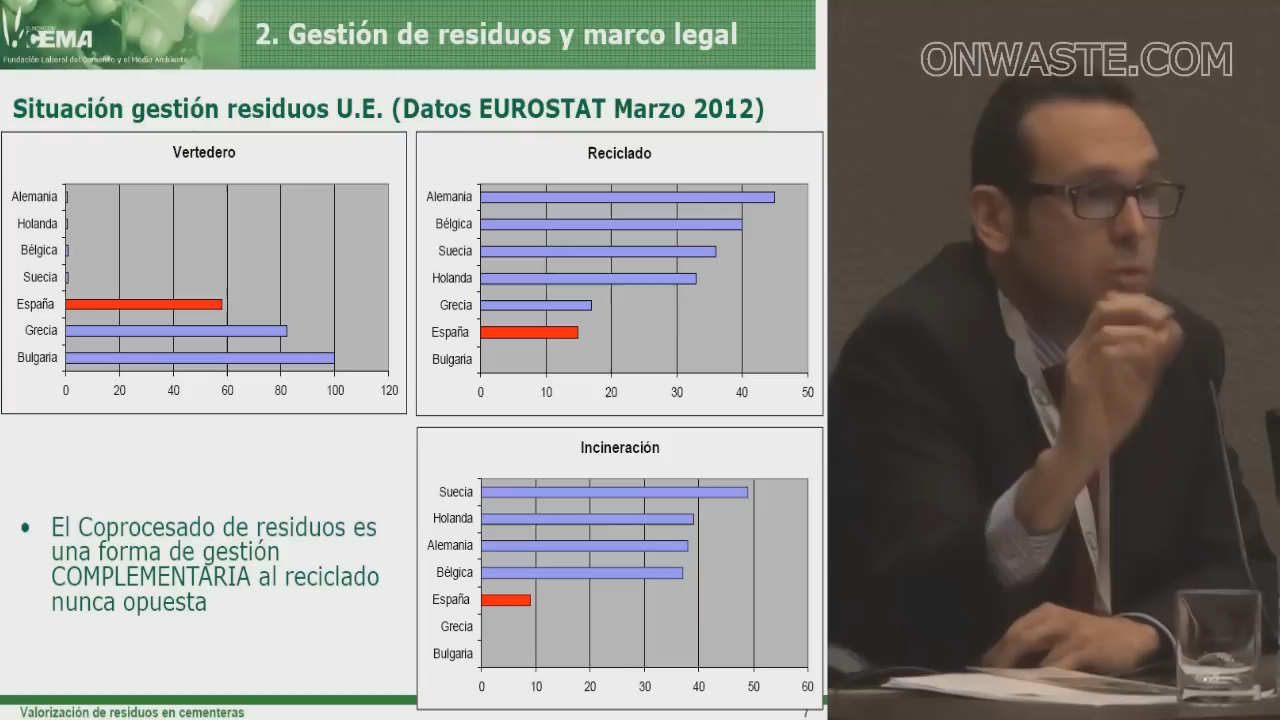 FUNDACIÓN
CEMA
Fundación Laboral del Cemento y el Medio Ambiente
2. Gestión de residuos y marco legal
ONWASTE.COM
Situación gestión residuos U.E. (Datos EUROSTAT Marzo 2012)
Vertedero
Alemania
Holanda
Bélgica
Suecia
España
Grecia
Bulgaria
0 20 40 60 80 100 120
Reciclado
Alemania
Bélgica
Suecia
Holanda
Grecia
España
Bulgaria
0 10 20 30 40 50
Incineración
Suecia
Holanda
Alemania
Bélgica
España
Grecia
Bulgaria
0 10 20 30 40 50 60
• El Coprocesado de residuos es
una forma de gestión
COMPLEMENTARIA al reciclado
nunca opuesta
Valorización de residuos en cementeras
7